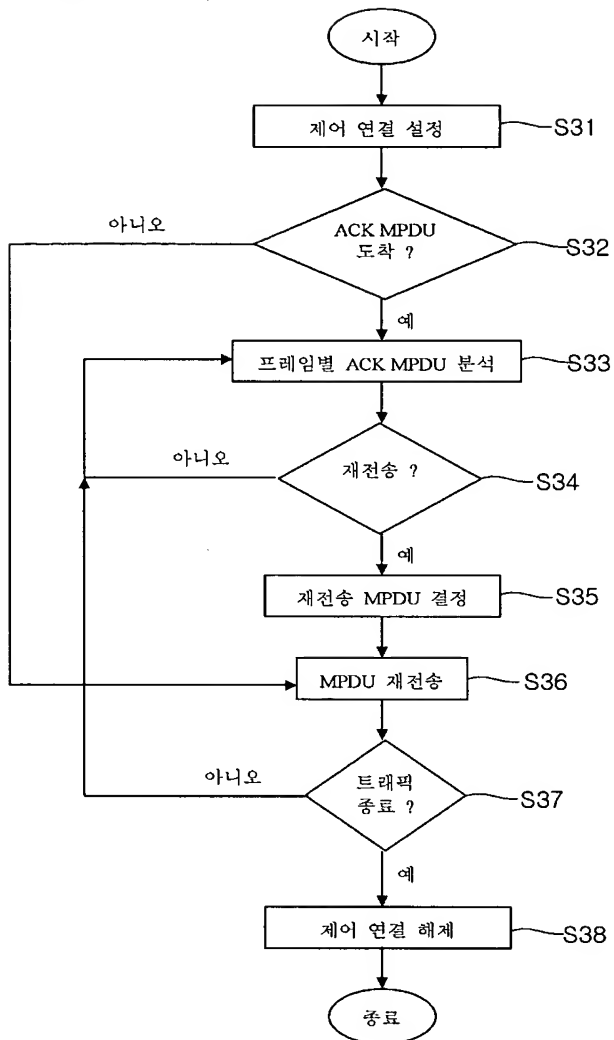 시작
제어 연결 설정
S31
아니오
ACK MPDU
도착 ?
S32
예
프레임별 ACK MPDU 분석
S33
아니오
재전송 ?
S34
예
재전송 MPDU 결정
S35
MPDU 재전송
S36
아니오
트래픽
종료 ?
S37
예
제어 연결 해제
S38
종료